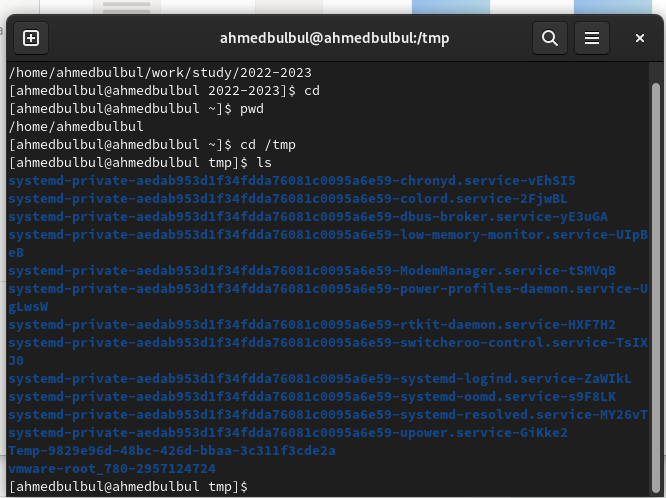 ahmedbulbul@ahmedbulbul:/tmp
/home/ahmedbulbul/work/study/2022-2023
[ahmedbulbul@ahmedbulbul 2022-2023]$ cd
[ahmedbulbul@ahmedbulbul ~]$ pwd
/home/ahmedbulbul
[ahmedbulbul@ahmedbulbul ~]$ cd /tmp
[ahmedbulbul@ahmedbulbul tmp]$ ls
systemd-private-aedab953d1f34fdda76081c0095a6e59-chronyd.service-vEhSI5
systemd-private-aedab953d1f34fdda76081c0095a6e59-colord.service-2FjwBL
systemd-private-aedab953d1f34fdda76081c0095a6e59-dbus-broker.service-yE3uGA
systemd-private-aedab953d1f34fdda76081c0095a6e59-low-memory-monitor.service-UIpB
eB
systemd-private-aedab953d1f34fdda76081c0095a6e59-ModemManager.service-tSMVqB
systemd-private-aedab953d1f34fdda76081c0095a6e59-power-profiles-daemon.service-U
gLwsW
systemd-private-aedab953d1f34fdda76081c0095a6e59-rtkit-daemon.service-HXF7H2
systemd-private-aedab953d1f34fdda76081c0095a6e59-switcheroo-control.service-TsIX
J0
systemd-private-aedab953d1f34fdda76081c0095a6e59-systemd-logind.service-ZaWIkL
systemd-private-aedab953d1f34fdda76081c0095a6e59-systemd-oomd.service-s9F8LK
systemd-private-aedab953d1f34fdda76081c0095a6e59-systemd-resolved.service-MY26vT
systemd-private-aedab953d1f34fdda76081c0095a6e59-upower.service-GiKke2
Temp-9829e96d-48bc-426d-bbaa-3c311f3cde2a
vmware-root_780-2957124724
[ahmedbulbul@ahmedbulbul tmp]$